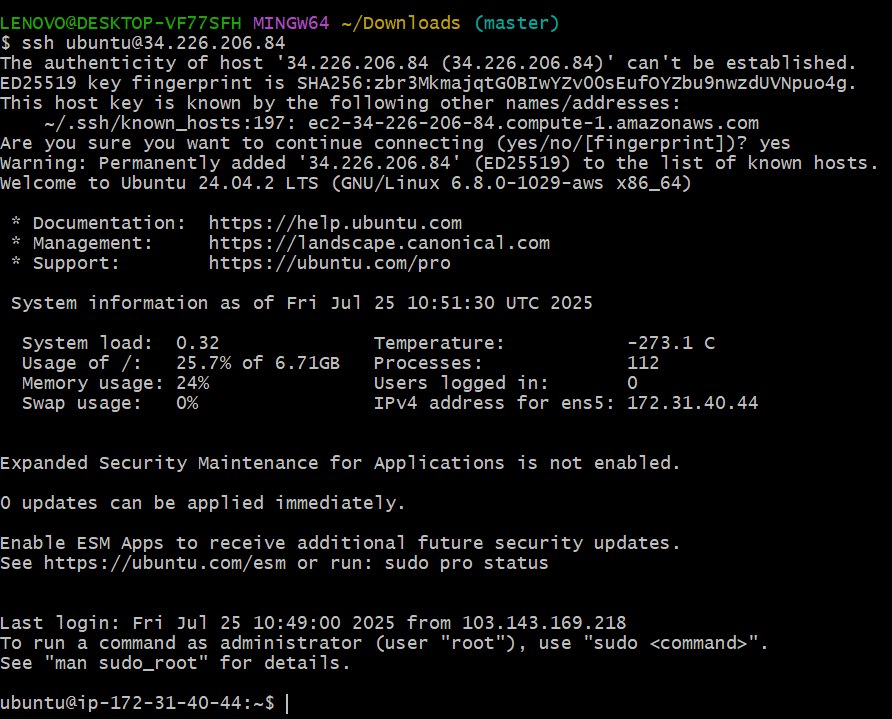 LENOVO@DESKTOP-VF77SFH MINGW64 ~/Downloads (master)
$ ssh ubuntu@34.226.206.84
The authenticity of host '34.226.206.84 (34.226.206.84)' can't be established.
ED25519 key fingerprint is SHA256:zbr3MkmajqtG0BIwYZvO0sEufOYZbu9nwzdUVNpuo4g.
This host key is known by the following other names/addresses:
    ~/.ssh/known_hosts:197: ec2-34-226-206-84.compute-1.amazonaws.com
Are you sure you want to continue connecting (yes/no/[fingerprint])? yes
Warning: Permanently added '34.226.206.84' (ED25519) to the list of known hosts.
Welcome to Ubuntu 24.04.2 LTS (GNU/Linux 6.8.0-1029-aws x86_64)

 * Documentation:  https://help.ubuntu.com
 * Management:     https://landscape.canonical.com
 * Support:        https://ubuntu.com/pro

 System information as of Fri Jul 25 10:51:30 UTC 2025

  System load:  0.32              Temperature:           -273.1 C
  Usage of /:   25.7% of 6.71GB   Processes:             112
  Memory usage: 24%               Users logged in:       0
  Swap usage:   0%                IPv4 address for ens5: 172.31.40.44

Expanded Security Maintenance for Applications is not enabled.

0 updates can be applied immediately.

Enable ESM Apps to receive additional future security updates.
See https://ubuntu.com/esm or run: sudo pro status

Last login: Fri Jul 25 10:49:00 2025 from 103.143.169.218
To run a command as administrator (user "root"), use "sudo <command>".
See "man sudo_root" for details.

ubuntu@ip-172-31-40-44:~$